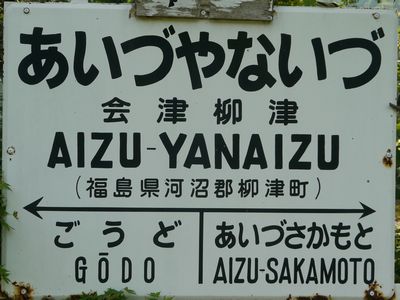 あいづやないづ
会津柳津
AIZU-YANAIZU
(福島県河沼郡柳津町)
ごうど
GŌDO
あいづさかもと
AIZU-SAKAMOTO